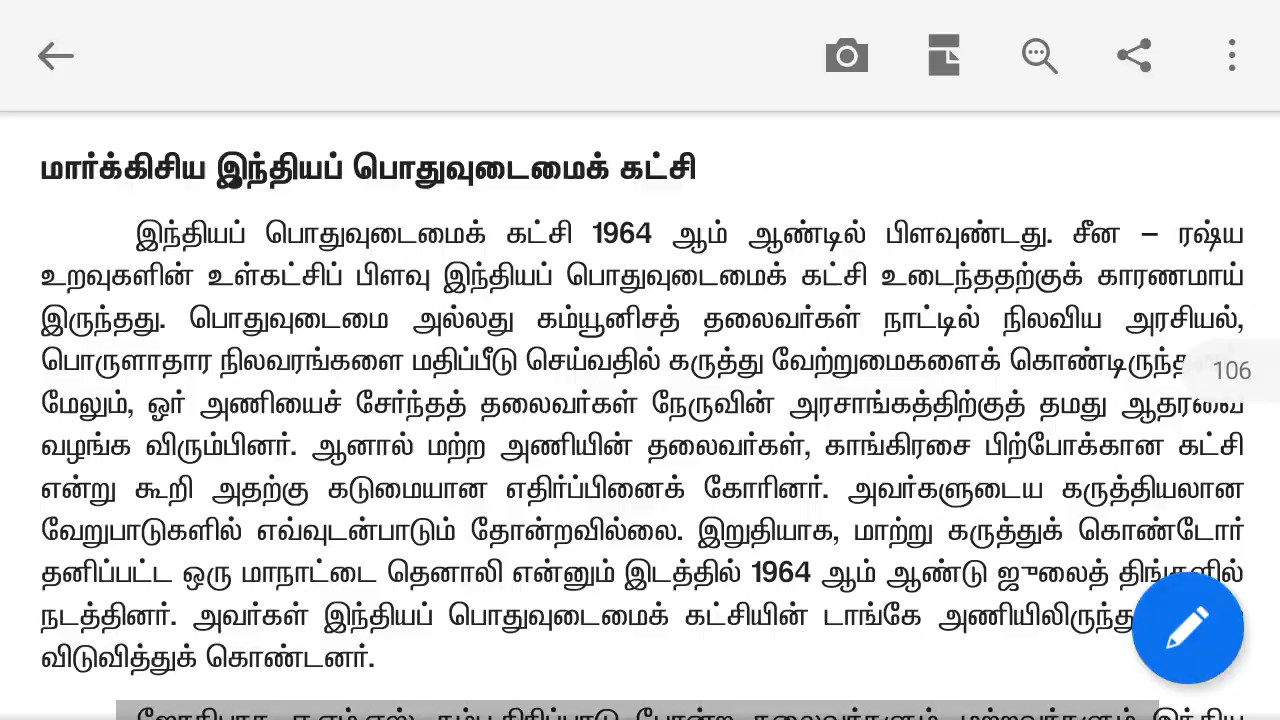 மார்க்கிசிய இந்தியப் பொதுவுடைமைக் கட்சி
இந்தியப் பொதுவுடைமைக் கட்சி 1964 ஆம் ஆண்டில் பிளவுண்டது. சீன – ரஷ்ய
உறவுகளின் உள்கட்சிப் பிளவு இந்தியப் பொதுவுடைமைக் கட்சி உடைந்ததற்குக் காரணமாய்
இருந்தது. பொதுவுடைமை அல்லது கம்யூனிசத் தலைவர்கள் நாட்டில் நிலவிய அரசியல்,
பொருளாதார நிலவரங்களை மதிப்பீடு செய்வதில் கருத்து வேற்றுமைகளைக்
106
மேலும், ஓர் அணியைச் சேர்ந்தத் தலைவர்கள் நேருவின் அரசாங்கத்திற்குத் தமது ஆதரவை
வழங்க விரும்பினர். ஆனால் மற்ற அணியின் தலைவர்கள், காங்கிரசை பிற்போக்கான கட்சி
என்று கூறி அதற்கு கடுமையான எதிர்ப்பினைக் கோரினர். அவர்களுடைய கருத்தியலான
வேறுபாடுகளில் எவ்வுடன்பாடும் தோன்றவில்லை. இறுதியாக, மாற்று கருத்துக் கொண்டோர்
தனிப்பட்ட ஒரு மாநாட்டை தெனாலி என்னும் இடத்தில் 1964 ஆம் ஆண்டு ஜுலைத் திங்களில்
நடத்தினர். அவர்கள் இந்தியப் பொதுவுடைமைக் கட்சியின் டாங்கே
விடுவித்துக் கொண்டனர்.